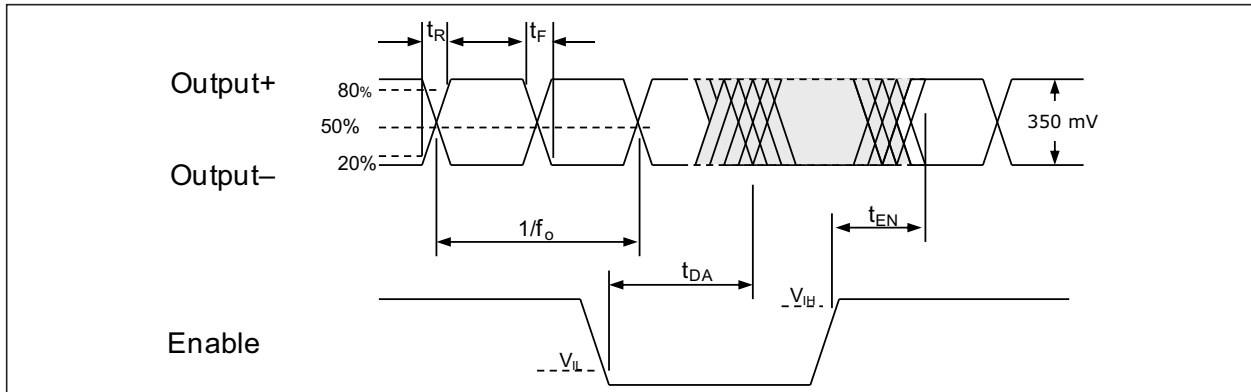 tR tF
Output+
80%
50%
350 mV
20%
Output–
1/fo
tEN
tDA
VIH
Enable
VIL